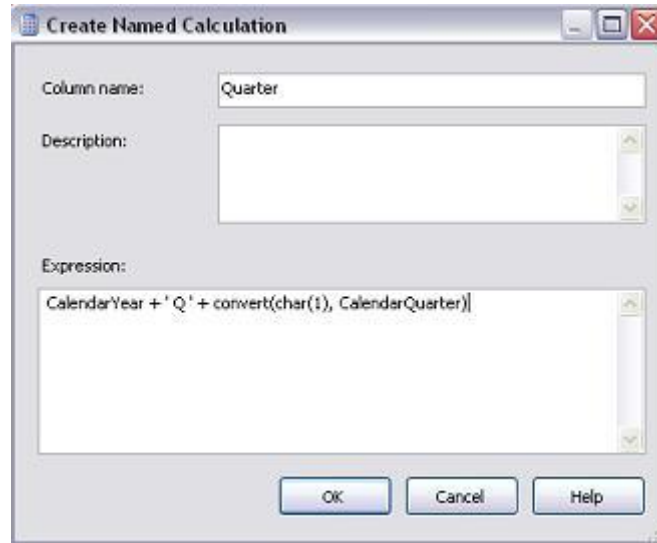 Create Named Calculation
Column name:
Quarter
Description:
Expression:
CalendarYear + ' Q ' + convert(char(1), CalendarQuarter)
OK
Cancel
Help